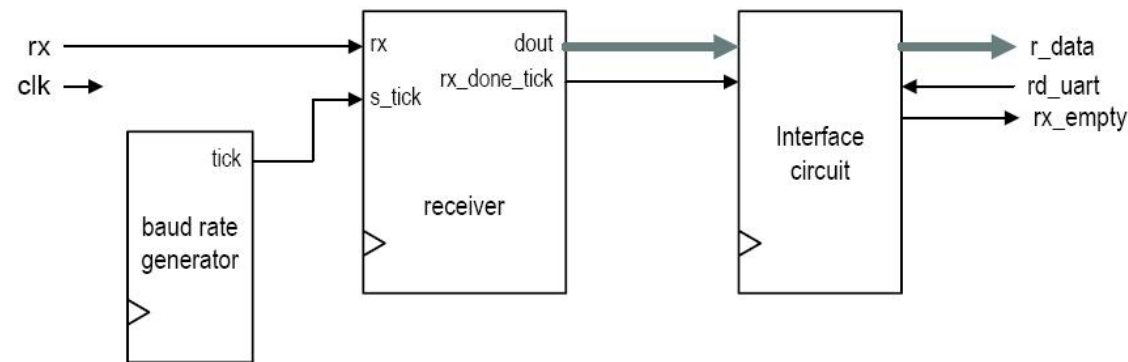 rx
clk
tick
baud rate
generator
rx
s_tick
dout
rx_done_tick
receiver
Interface
circuit
r_data
rd_uart
rx_empty